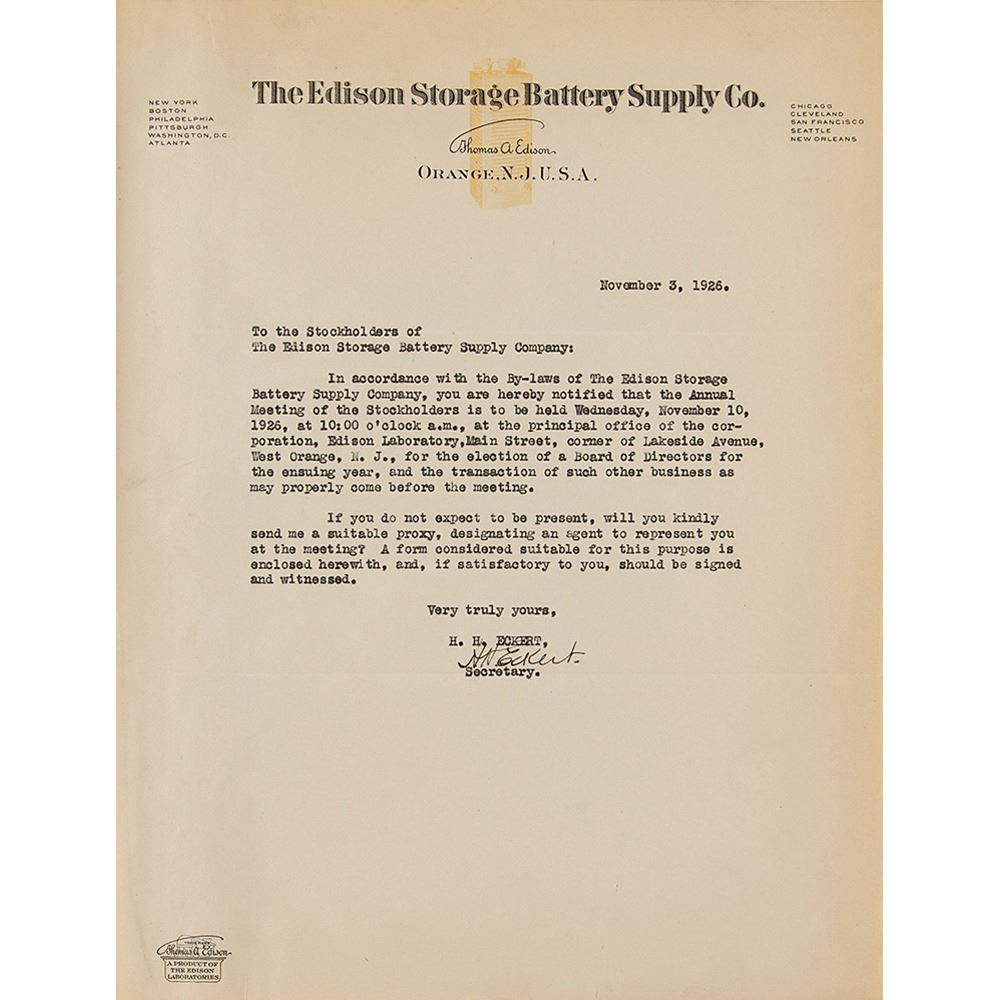 The Edison Storage Battery Supply Co.
NEW YORK
BOSTON
PHILADELPHIA
PITTSBURGH
WASHINGTON, D.C.
ATLANTA
CHICAGO
CLEVELAND
SAN FRANCISCO
SEATTLE
NEW ORLEANS
Thomas A Edison
ORANGE, N.J. U.S.A.
November 3, 1926.
To the Stockholders of
The Edison Storage Battery Supply Company:
In accordance with the By-laws of The Edison Storage
Battery Supply Company, you are hereby notified that the Annual
Meeting of the Stockholders is to be held Wednesday, November 10,
1926, at 10:00 o'clock a.m., at the principal office of the cor-
poration, Edison Laboratory,Main Street, corner of Lakeside Avenue,
West Orange, N. J., for the election of a Board of Directors for
the ensuing year, and the transaction of such other business as
may properly come before the meeting.
If you do not expect to be present, will you kindly
send me a suitable proxy, designating an agent to represent you
at the meeting? A form considered suitable for this purpose is
enclosed herewith, and, if satisfactory to you, should be signed
and witnessed.
Very truly yours,
H. H. ECKERT,
HH Eckert.
Secretary.
TRADE MARK
Thomas A Edison
A PRODUCT OF
THE EDISON
LABORATORIES